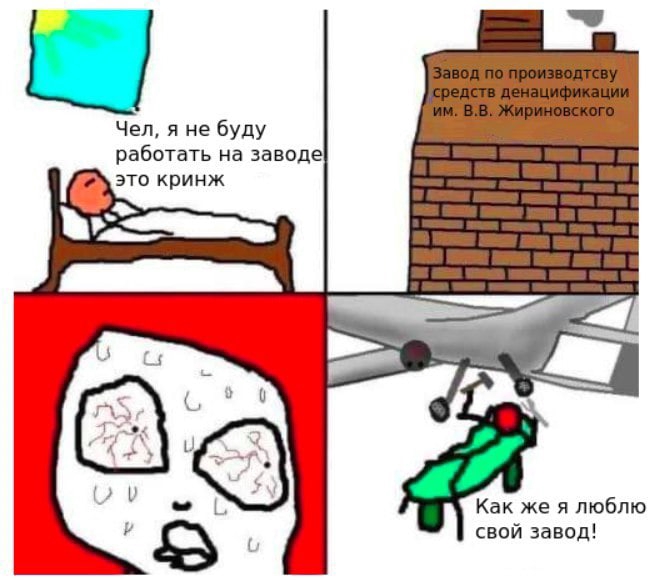 Чел, я не буду
работать на заводе,
это кринж
Завод по производтсву
средств денацификации
им. В.В. Жириновского
Как же я люблю
свой завод!